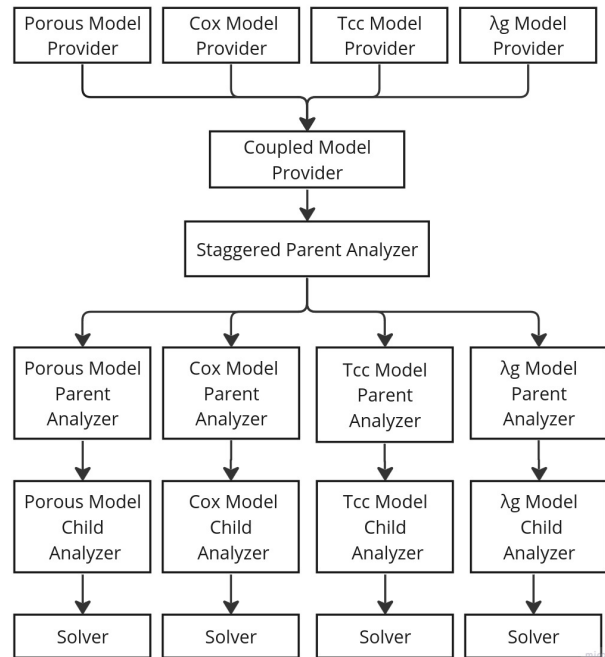 Porous Model
Provider
Cox Model
Provider
Tcc Model
Provider
λg Model
Provider
Coupled Model
Provider
Staggered Parent Analyzer
Porous Model
Parent
Analyzer
Cox Model
Parent
Analyzer
Tcc Model
Parent
Analyzer
λg Model
Parent
Analyzer
Porous Model
Child
Analyzer
Cox Model
Child
Analyzer
Tcc Model
Child
Analyzer
λg Model
Child
Analyzer
Solver
Solver
Solver
Solver